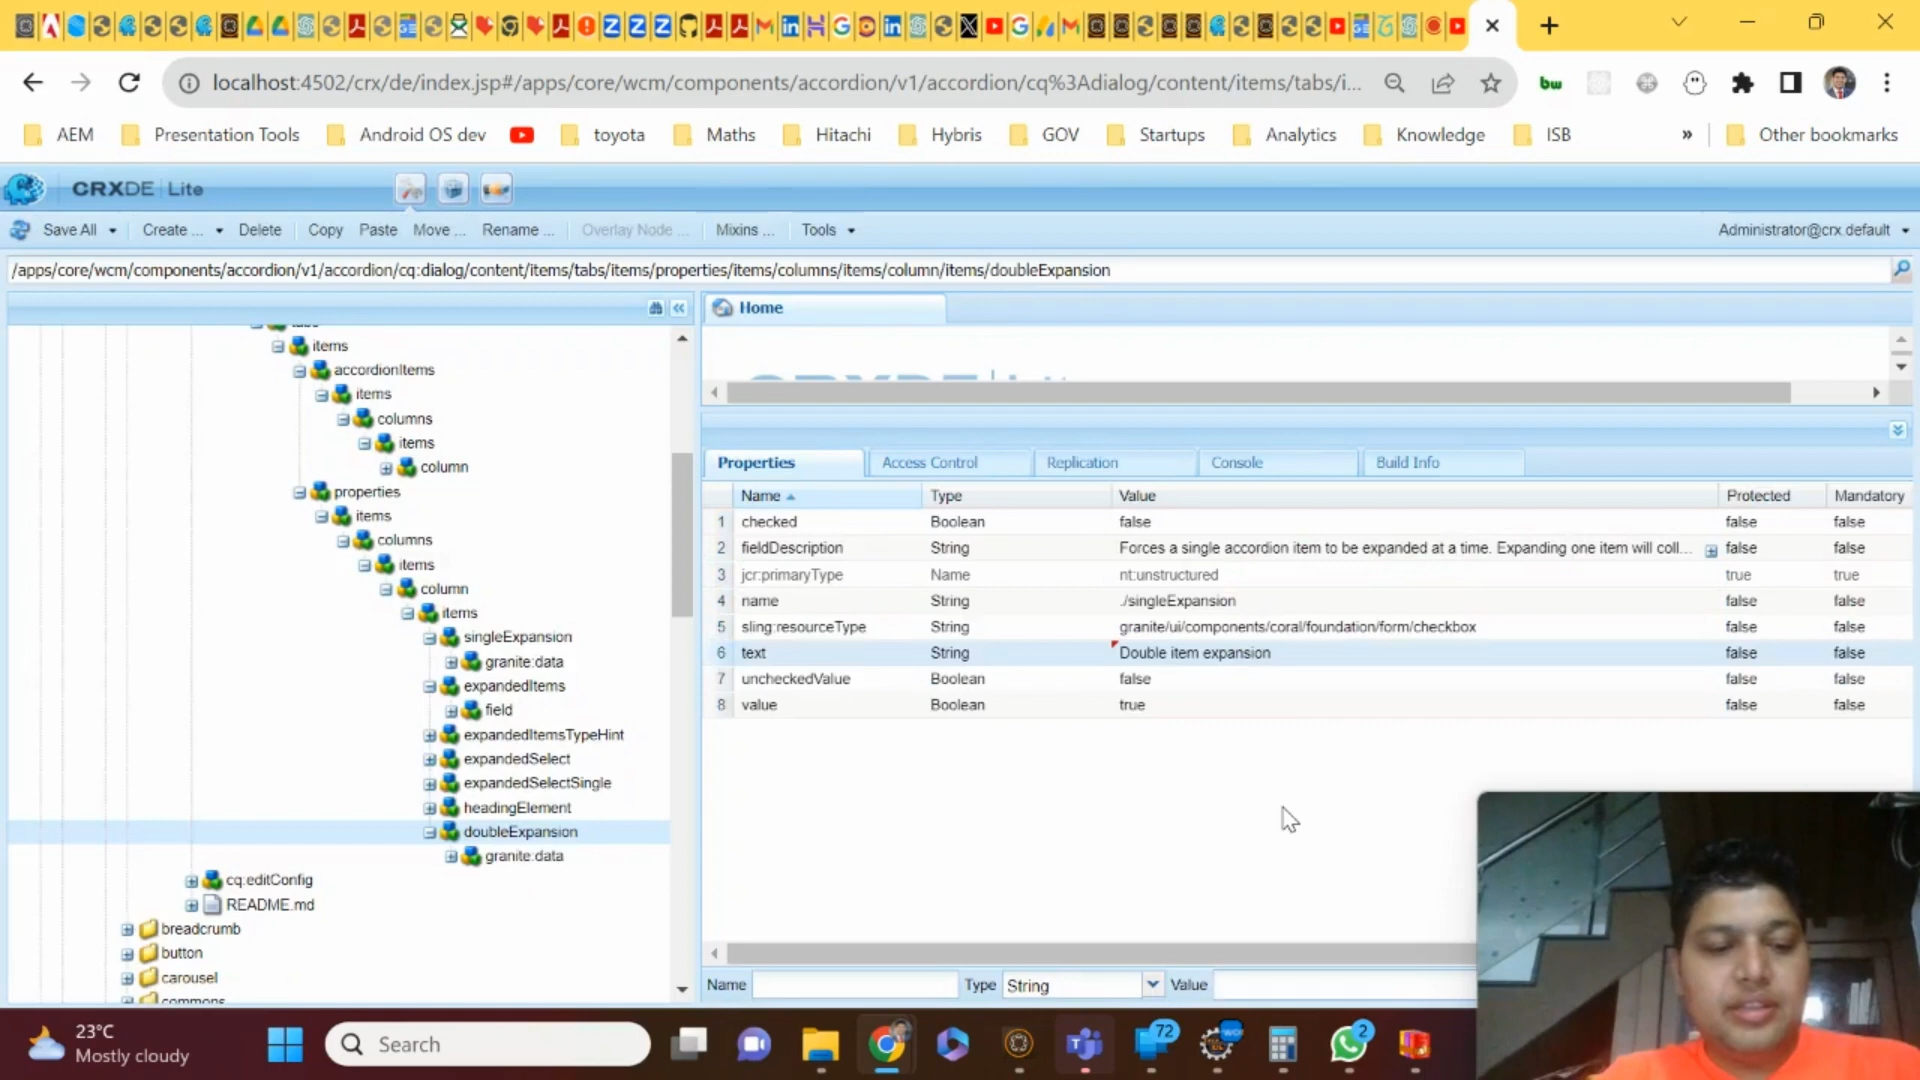 localhost:4502/crx/de/index.jsp#/apps/core/wcm/components/accordion/v1/accordion/cq%3Adialog/content/items/tabs/i...
bw
AEM Presentation Tools Android OS dev toyota Maths Hitachi Hybris GOV Startups Analytics Knowledge ISB » Other bookmarks
CRXDE | Lite
Save All Create ... Delete Copy Paste Move ... Rename ... Overlay Node ... Mixins ... Tools Administrator@crx.default
/apps/core/wcm/components/accordion/v1/accordion/cq:dialog/content/items/tabs/items/properties/items/columns/items/column/items/doubleExpansion
Home
items
accordionItems
items
columns
items
column
properties
items
columns
items
column
items
singleExpansion
granite:data
expandedItems
field
expandedItemsTypeHint
expandedSelect
expandedSelectSingle
headingElement
doubleExpansion
granite:data
cq:editConfig
README.md
breadcrumb
button
carousel
commons
Properties Access Control Replication Console Build Info
Name Type Value Protected Mandatory
1 checked Boolean false false false
2 fieldDescription String Forces a single accordion item to be expanded at a time. Expanding one item will coll... false false
3 jcr:primaryType Name nt:unstructured true true
4 name String ./singleExpansion false false
5 sling:resourceType String granite/ui/components/coral/foundation/form/checkbox false false
6 text String Double item expansion false false
7 uncheckedValue Boolean false false false
8 value Boolean true false false
Name Type String Value
23°C
Mostly cloudy
Search
72
2